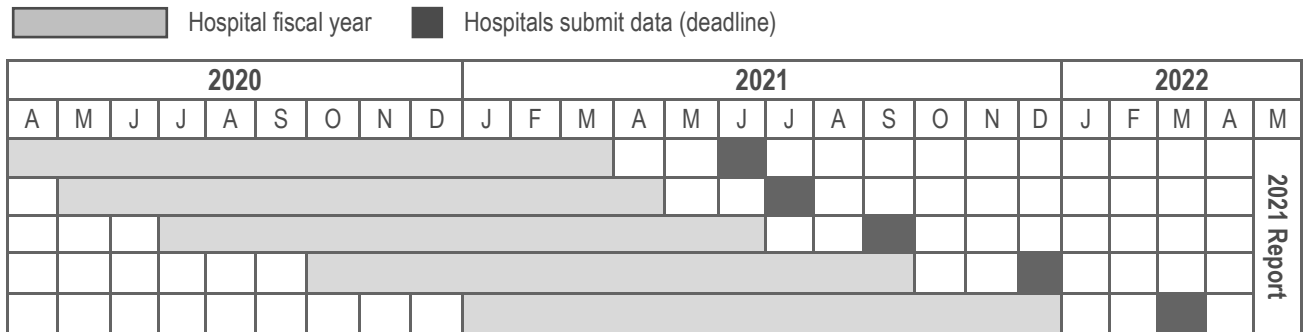 Hospital fiscal year Hospitals submit data (deadline)
2020 2021 2022
A M J J A S O N D J F M A M J J A S O N D J F M A M
2021 Report